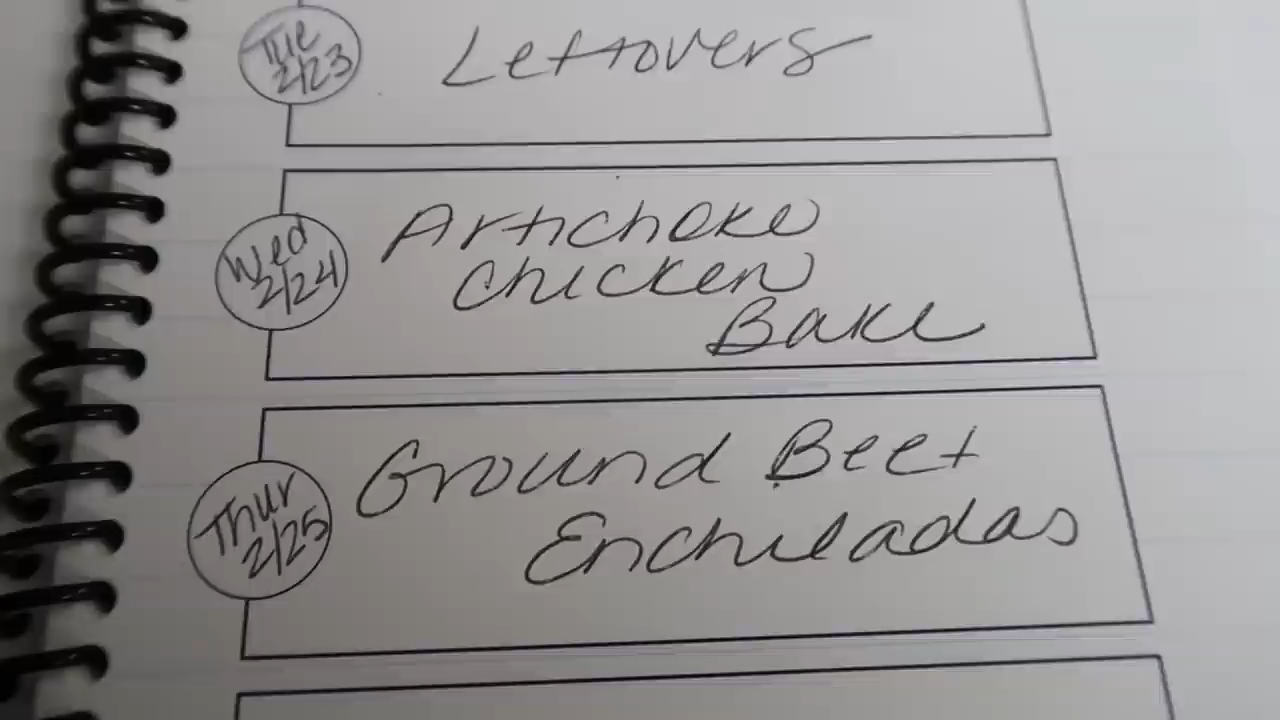 Tue
2/23
Leftovers
Wed
2/24
Artichoke
Chicken
Bake
Thur
2/25
Ground Beef
Enchiladas